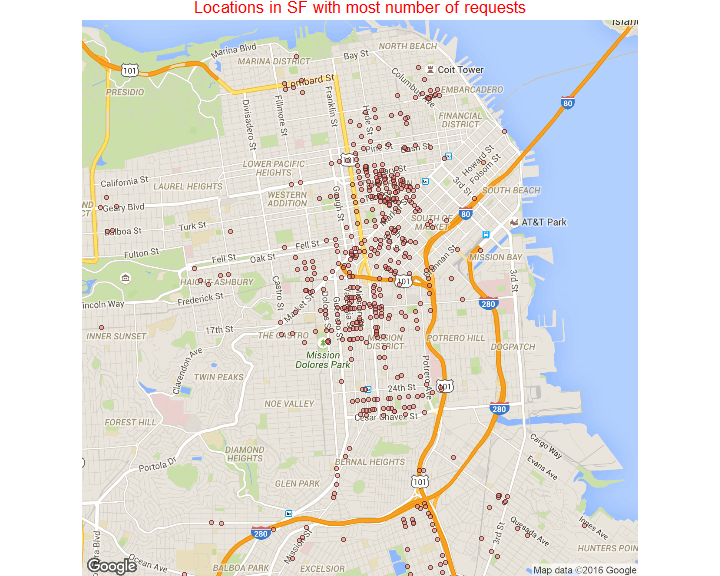 Locations in SF with most number of requests
Island
Marina Blvd
NORTH BEACH
Bay St
101
MARINA DISTRICT
Coit Tower
Columbus Ave
Lombard St
EMBARCADERO
PRESIDIO
Divisadero St
Fillmore St
Franklin St
Hyde St
80
FINANCIAL
DISTRICT
Pine St
Bush St
LOWER PACIFIC
HEIGHTS
Howard St
Folsom St
California St
LAUREL HEIGHTS
3rd St
SOUTH BEACH
Geary Blvd
WESTERN
ADDITION
Gough St
80
AT&T Park
Turk St
SOUTH OF
MARKET
Balboa St
Fulton St
Fell St
Fell St
Oak St
MISSION BAY
3rd St
HAIGHT-ASHBURY
Castro St
101
Lincoln Way
Frederick St
Market St
Dolores St
280
17th St
INNER SUNSET
THE CASTRO
MISSION
DISTRICT
POTRERO HILL
DOGPATCH
Clarendon Ave
Mission
Dolores Park
Potrero Ave
TWIN PEAKS
24th St
101
NOE VALLEY
280
Cesar Chavez St
FOREST HILL
Cargo Way
DIAMOND
HEIGHTS
Portola Dr
BERNAL HEIGHTS
Evans Ave
GLEN PARK
101
3rd St
Quesada Ave
Inges Ave
280
Mission St
HUNTERS POIN
Ocean Ave
Google
BALBOA PARK
EXCELSIOR
Map data ©2016 Google